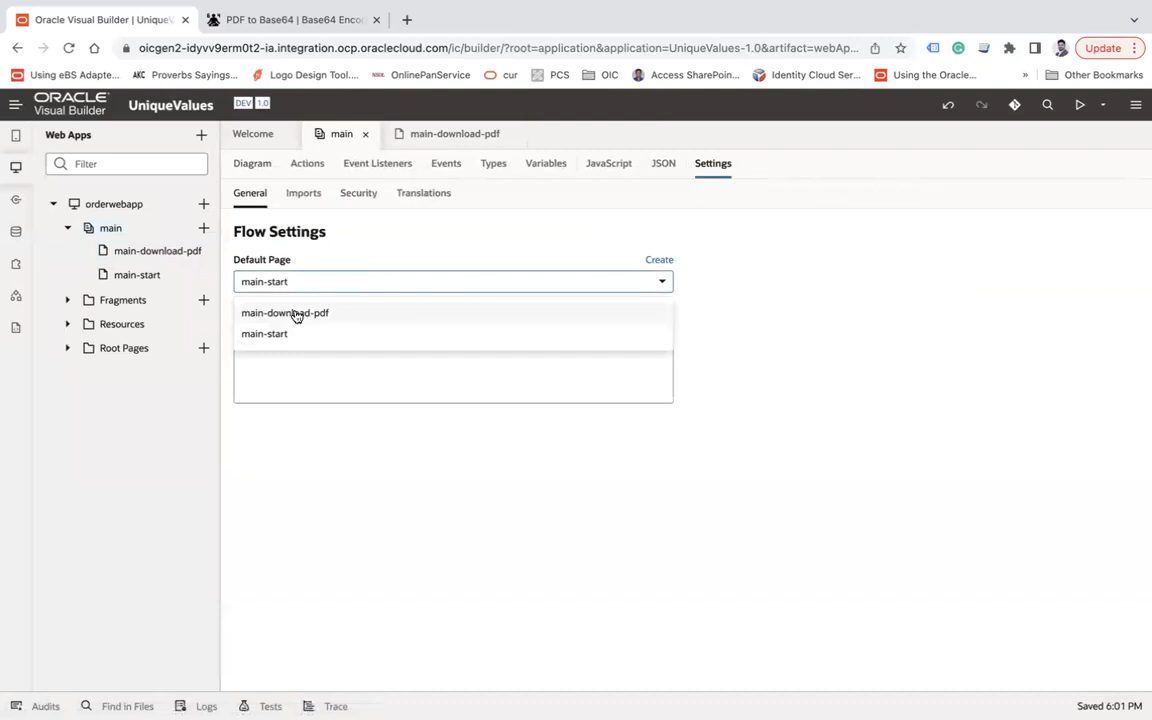 Oracle Visual Builder | Unique\
PDF to Base64 | Base64 Enco
oicgen2-idyvv9erm0t2-ia.integration.ocp.oraclecloud.com/ic/builder/?root=application&application=UniqueValues-1.0&artifact=webAp...
Update
Using eBS Adapte...
AKC
Proverbs Sayings...
Logo Design Tool....
OnlinePanService
cur
PCS
OIC
Access SharePoin...
Identity Cloud Ser...
Using the Oracle...
»
Other Bookmarks
ORACLE
Visual Builder
UniqueValues
DEV 1.0
Web Apps
Welcome
main
main-download-pdf
Filter
Diagram
Actions
Event Listeners
Events
Types
Variables
JavaScript
JSON
Settings
General
Imports
Security
Translations
orderwebapp
main
main-download-pdf
main-start
Fragments
Resources
Root Pages
Flow Settings
Default Page
Create
main-start
main-download-pdf
main-start
Audits
Find in Files
Logs
Tests
Trace
Saved 6:01 PM